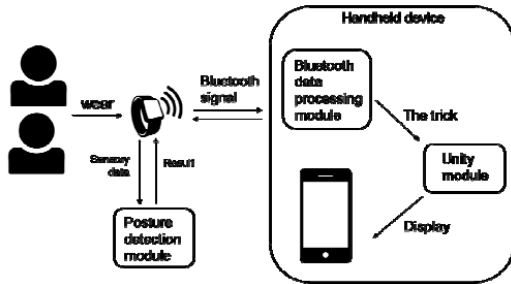 Handheld device
wear
Bluetooth
signal
Bluetooth
data
processing
module
The trick
Unity
module
Display
Sensory
data
Result
Posture
detection
module